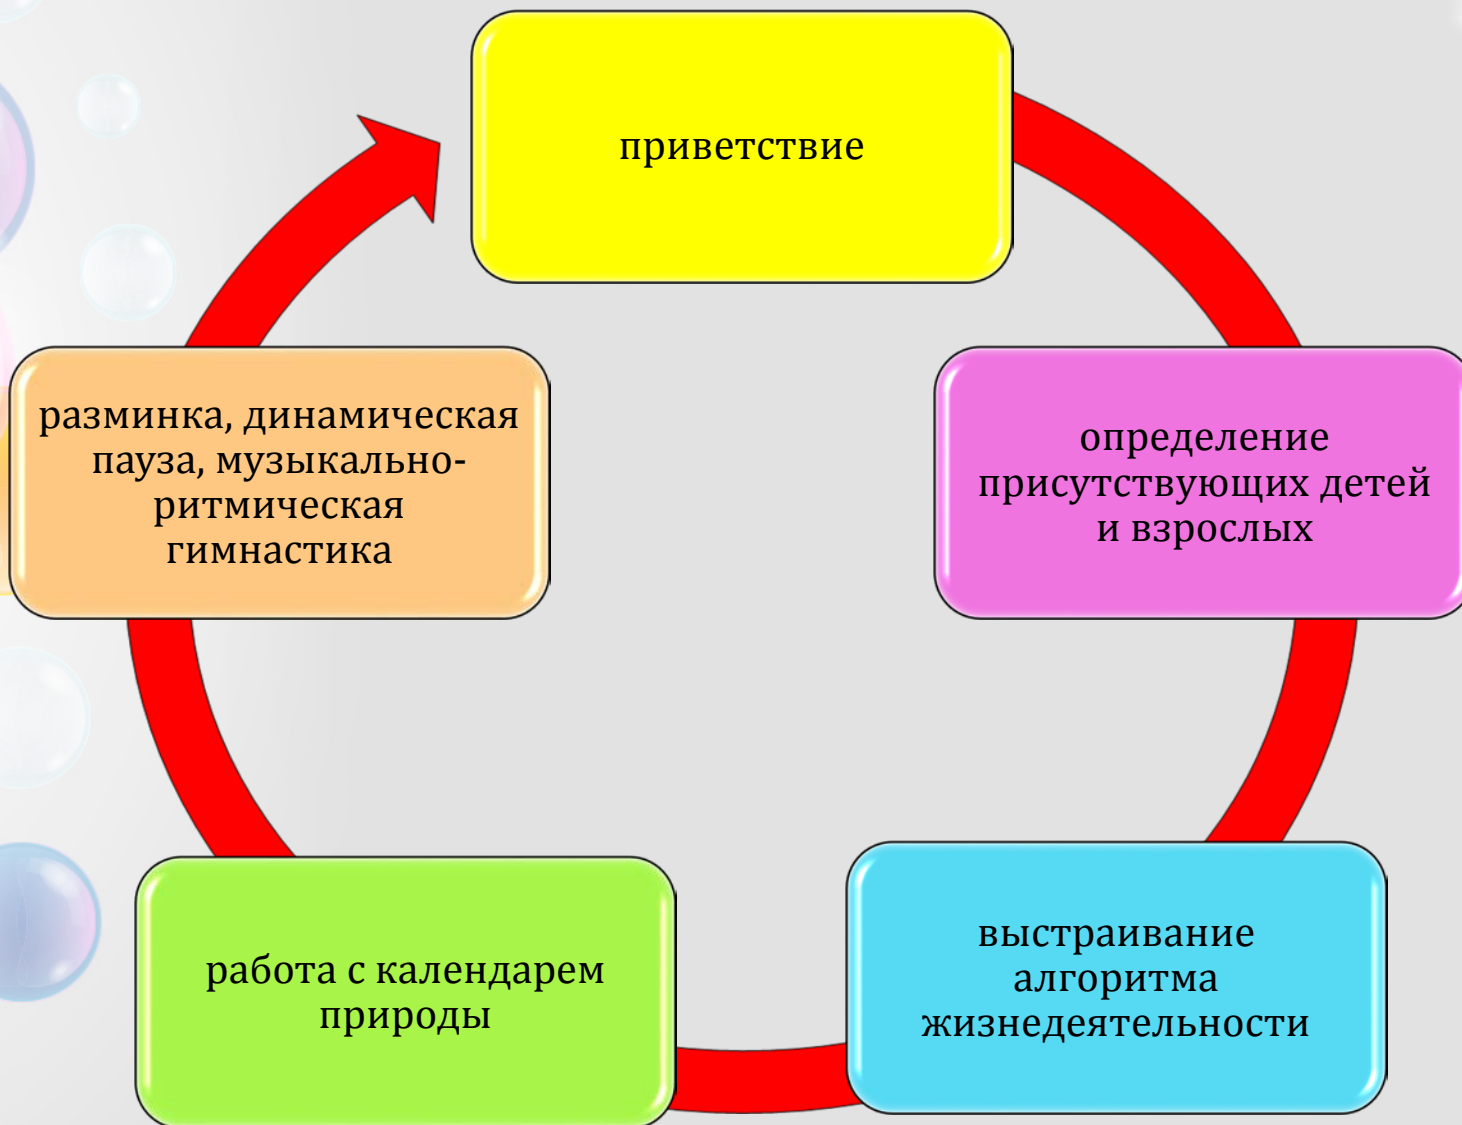 приветствие
определение
присутствующих детей
и взрослых
выстраивание
алгоритма
жизнедеятельности
работа с календарем
природы
разминка, динамическая
пауза, музыкально-
ритмическая
гимнастика